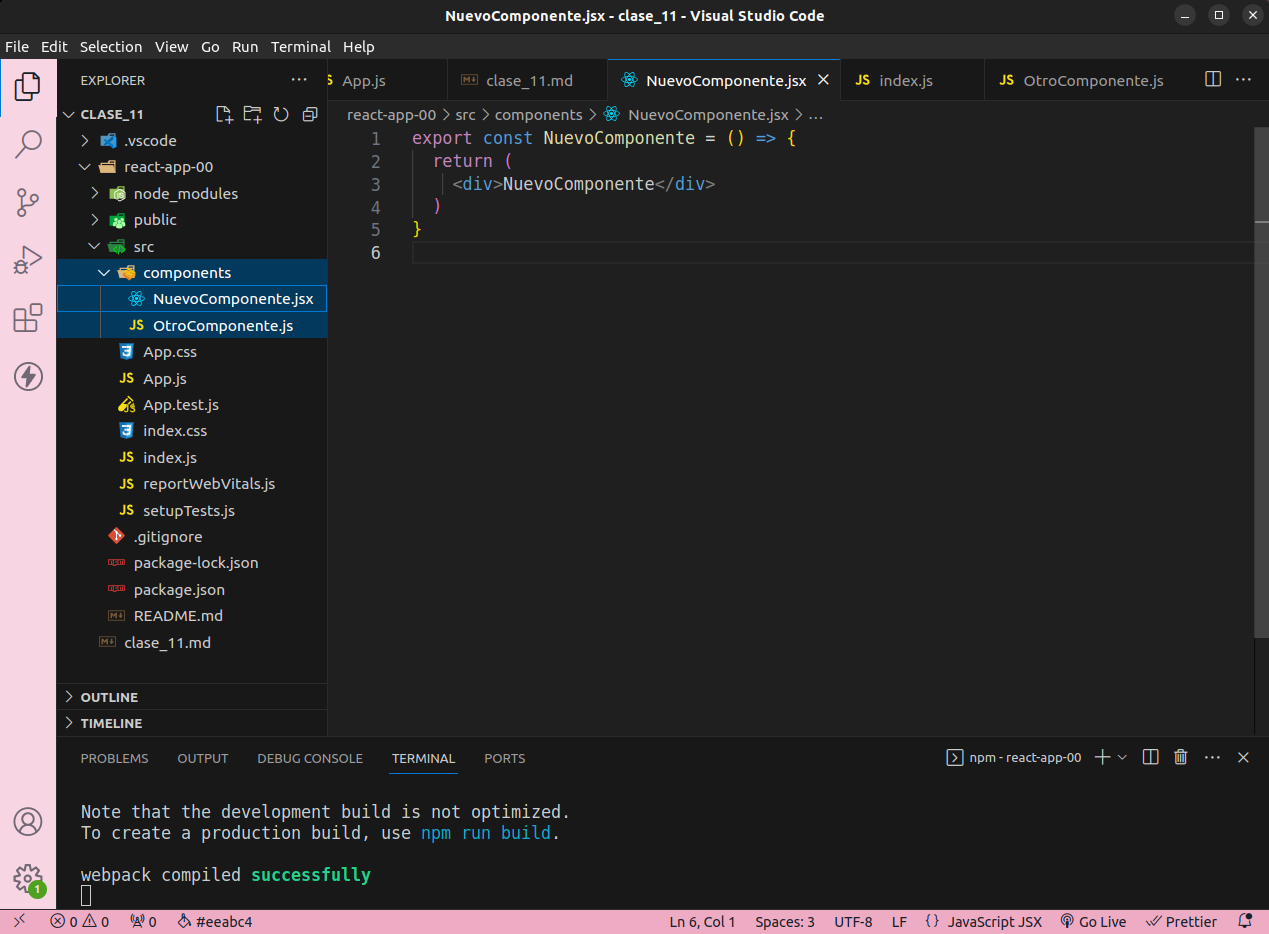 NuevoComponente.jsx - clase_11 - Visual Studio Code
File Edit Selection View Go Run Terminal Help
EXPLORER
CLASE_11
.vscode
react-app-00
node_modules
public
src
components
NuevoComponente.jsx
JS OtroComponente.js
App.css
JS App.js
App.test.js
index.css
JS index.js
JS reportWebVitals.js
JS setupTests.js
.gitignore
package-lock.json
package.json
README.md
clase_11.md
OUTLINE
TIMELINE
App.js clase_11.md NuevoComponente.jsx JS index.js JS OtroComponente.js
react-app-00 > src > components > NuevoComponente.jsx > ...
1 export const NuevoComponente = () => {
2 return (
3 <div>NuevoComponente</div>
4 )
5 }
6
PROBLEMS OUTPUT DEBUG CONSOLE TERMINAL PORTS
npm - react-app-00
Note that the development build is not optimized.
To create a production build, use npm run build.
webpack compiled successfully
1
0 0 0 #eeabc4 Ln 6, Col 1 Spaces: 3 UTF-8 LF {} JavaScript JSX Go Live Prettier